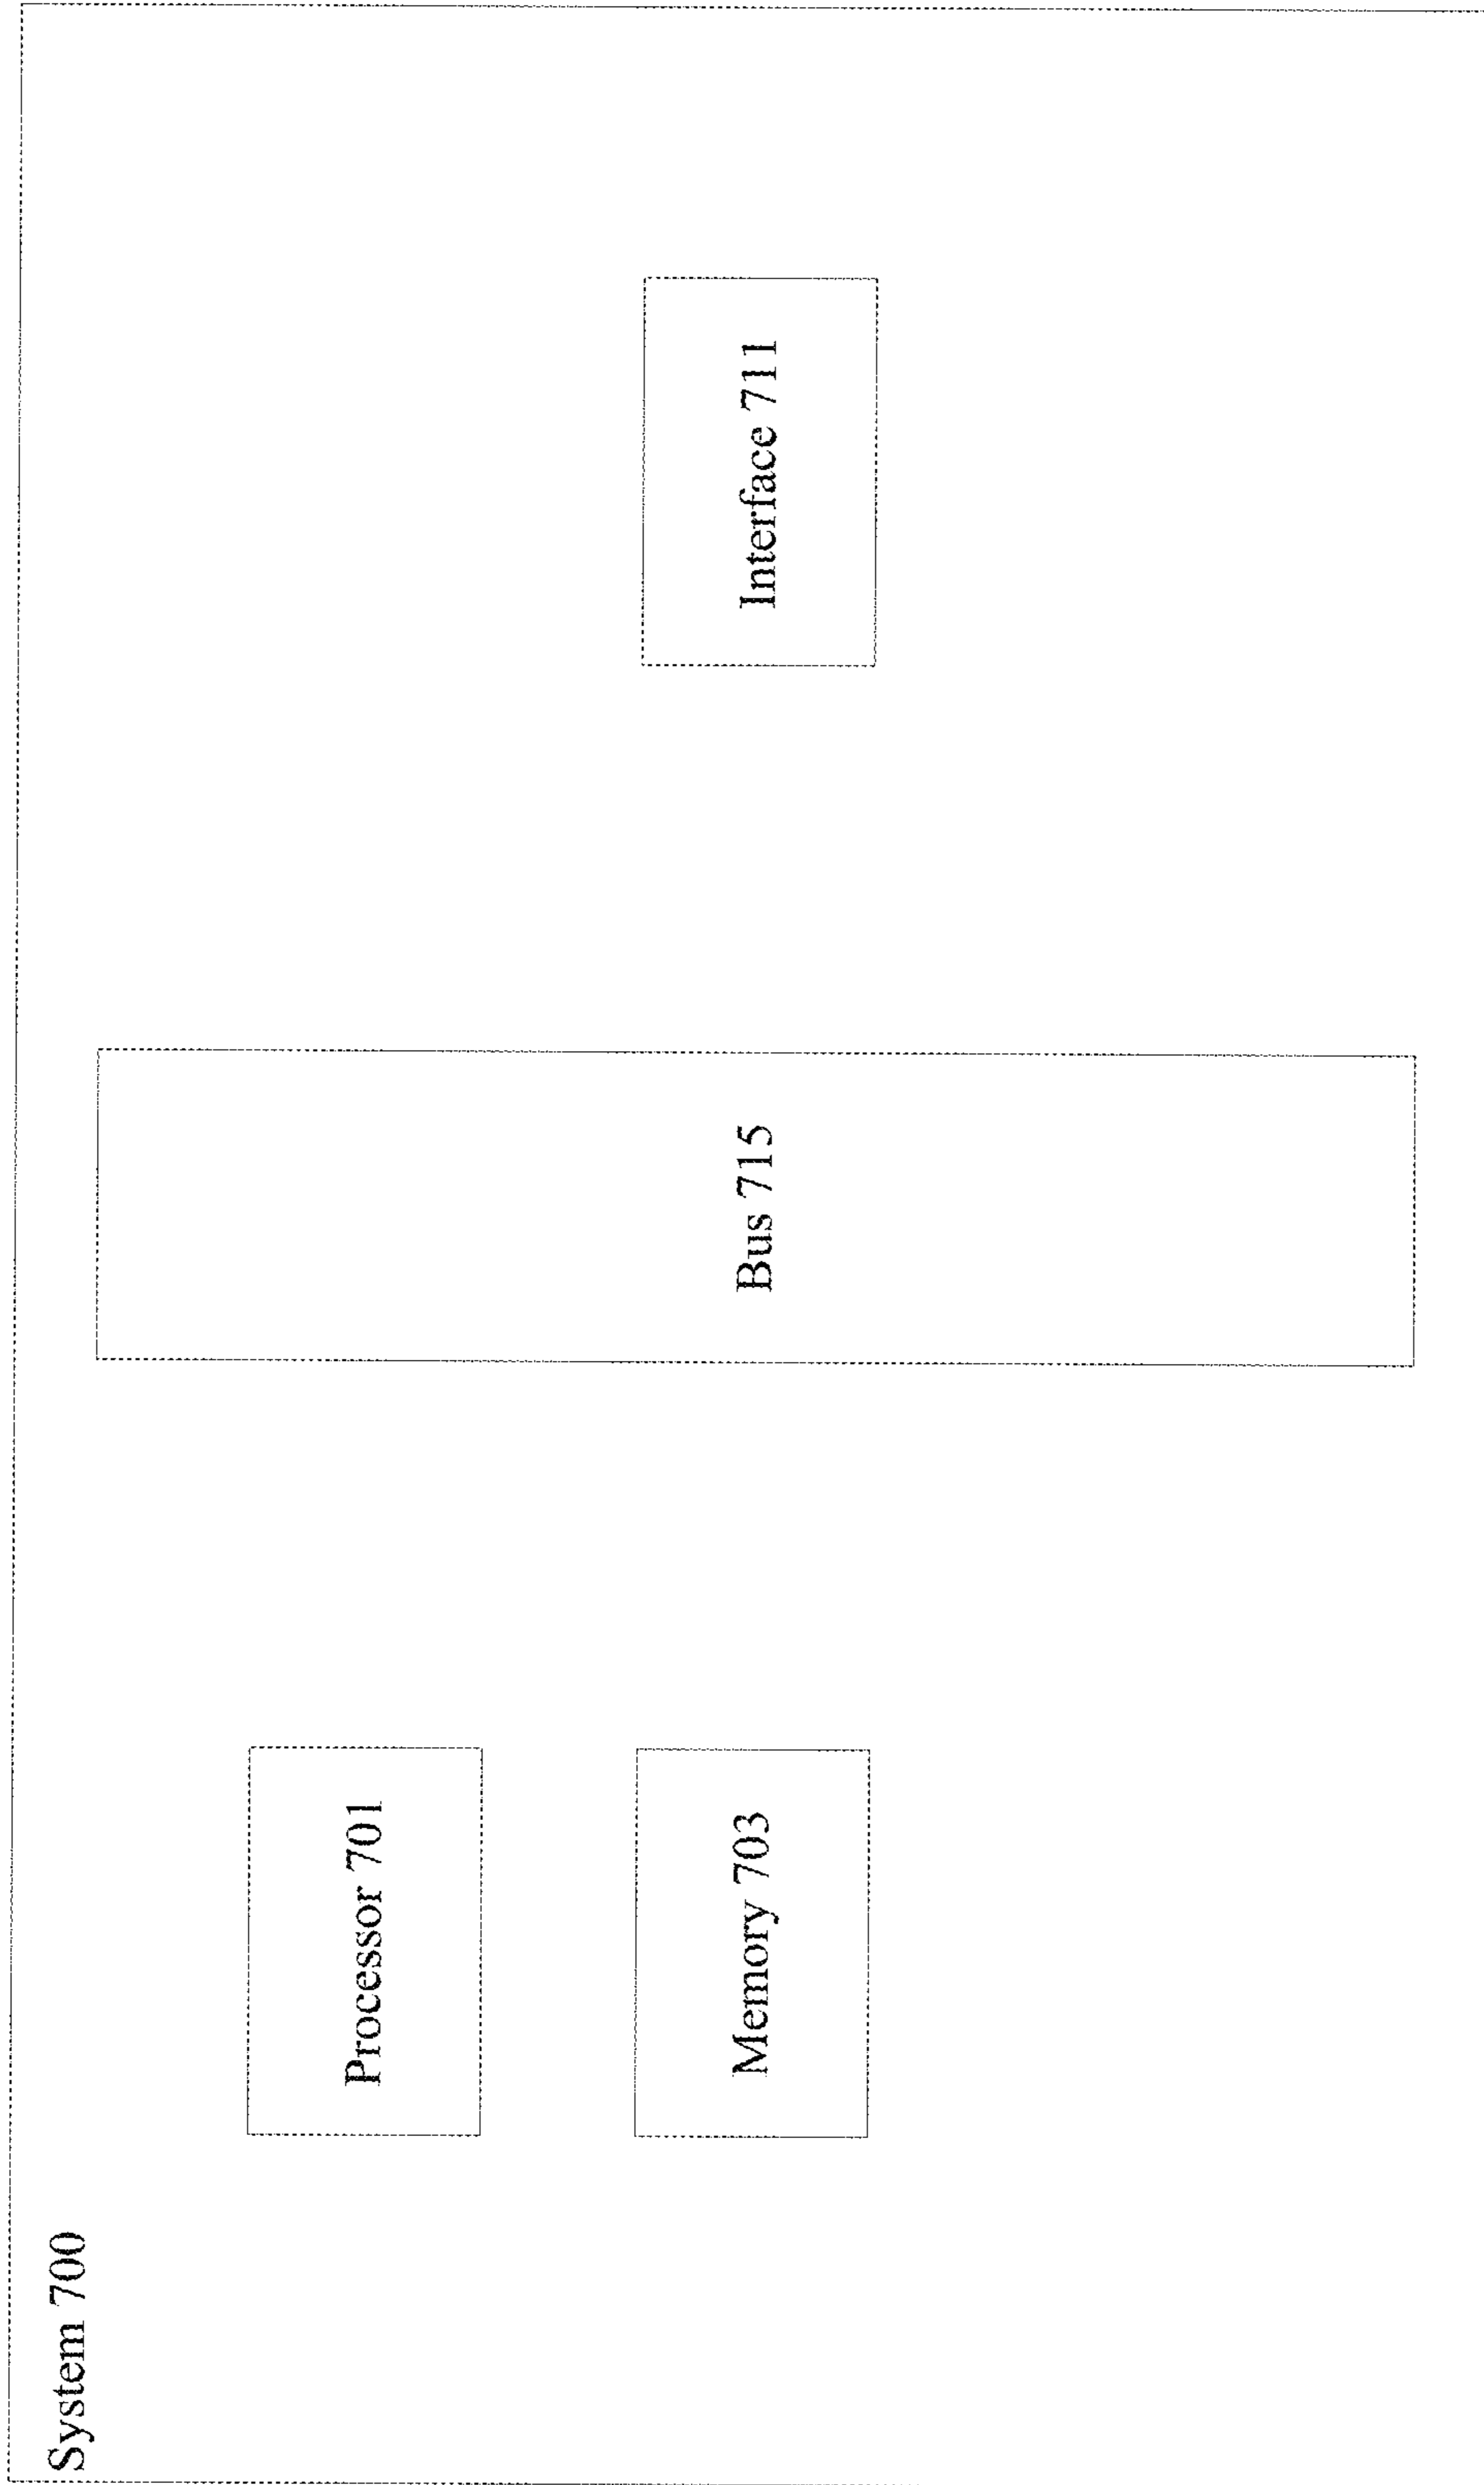 System 700
Processor 701
Memory 703
Bus 715
Interface 711